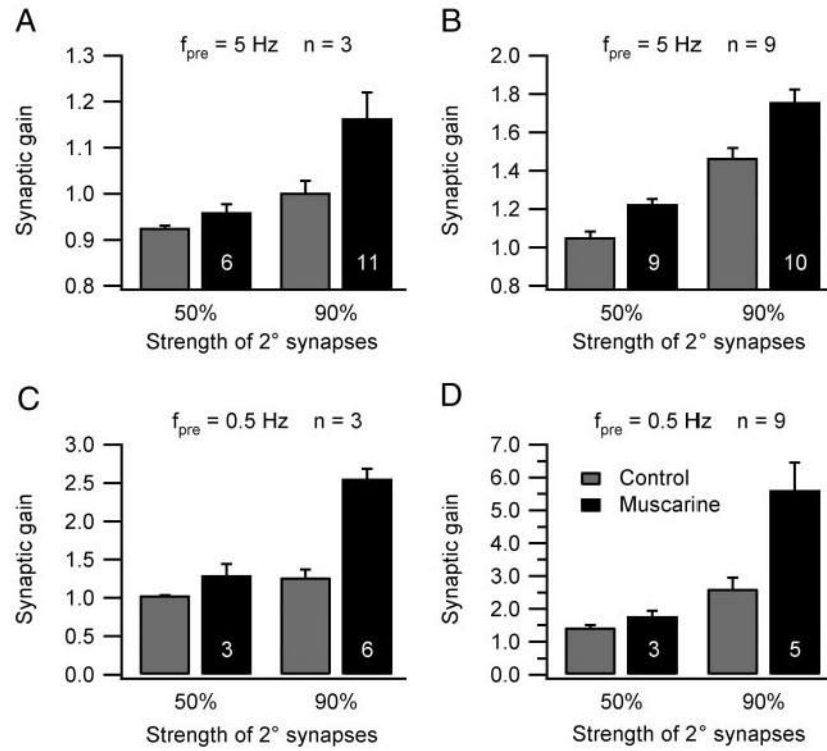 A
f_pre = 5 Hz n = 3
Synaptic gain
1.3
1.2
1.1
1.0
0.9
0.8
6
11
50%
90%
Strength of 2° synapses
B
f_pre = 5 Hz n = 9
Synaptic gain
2.0
1.8
1.6
1.4
1.2
1.0
0.8
9
10
50%
90%
Strength of 2° synapses
C
f_pre = 0.5 Hz n = 3
Synaptic gain
3.0
2.5
2.0
1.5
1.0
0.5
0.0
3
6
50%
90%
Strength of 2° synapses
D
f_pre = 0.5 Hz n = 9
Control
Muscarine
Synaptic gain
7.0
6.0
5.0
4.0
3.0
2.0
1.0
0.0
3
5
50%
90%
Strength of 2° synapses